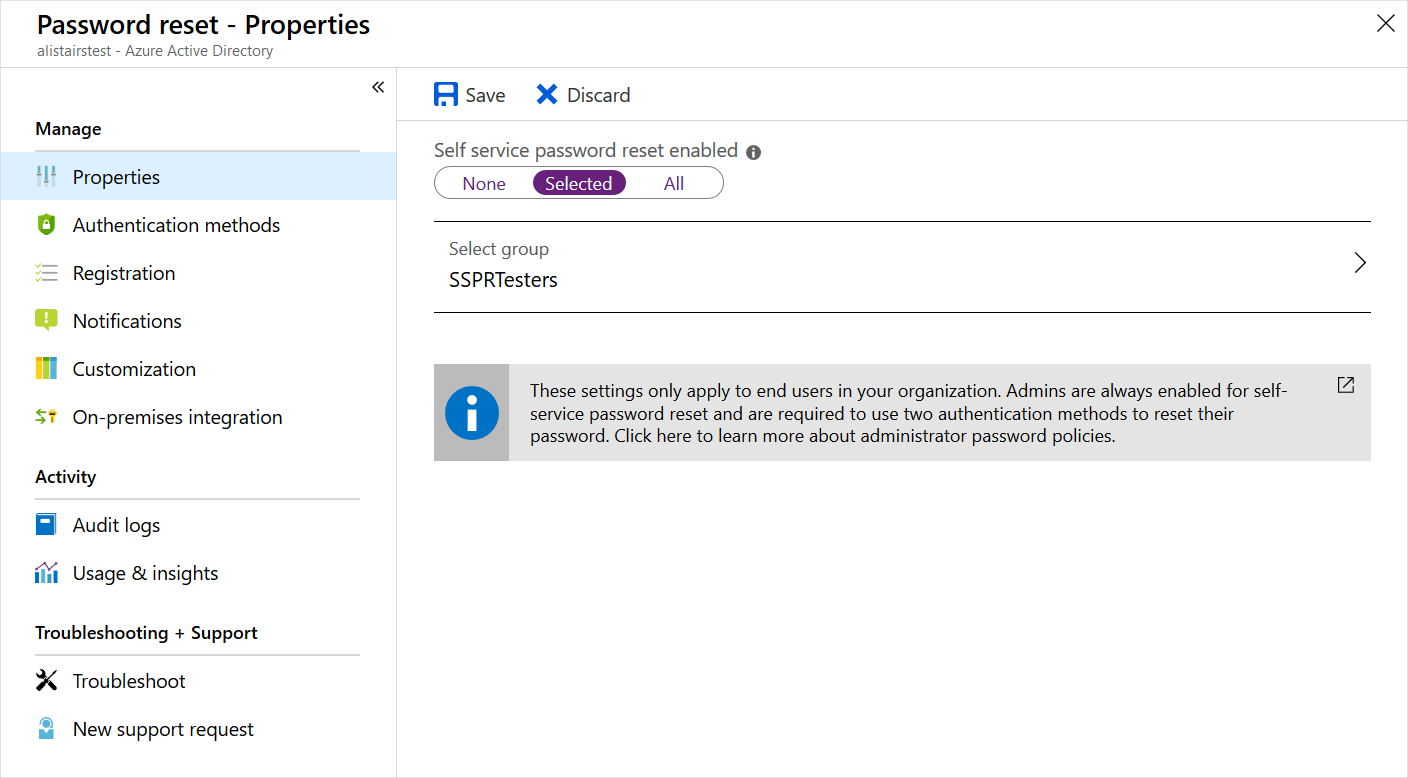 Password reset - Properties
alistairstest - Azure Active Directory
Manage
Properties
Authentication methods
Registration
Notifications
Customization
On-premises integration
Activity
Audit logs
Usage & insights
Troubleshooting + Support
Troubleshoot
New support request
Save Discard
Self service password reset enabled
None Selected All
Select group
SSPRTesters
These settings only apply to end users in your organization. Admins are always enabled for self-
service password reset and are required to use two authentication methods to reset their
password. Click here to learn more about administrator password policies.